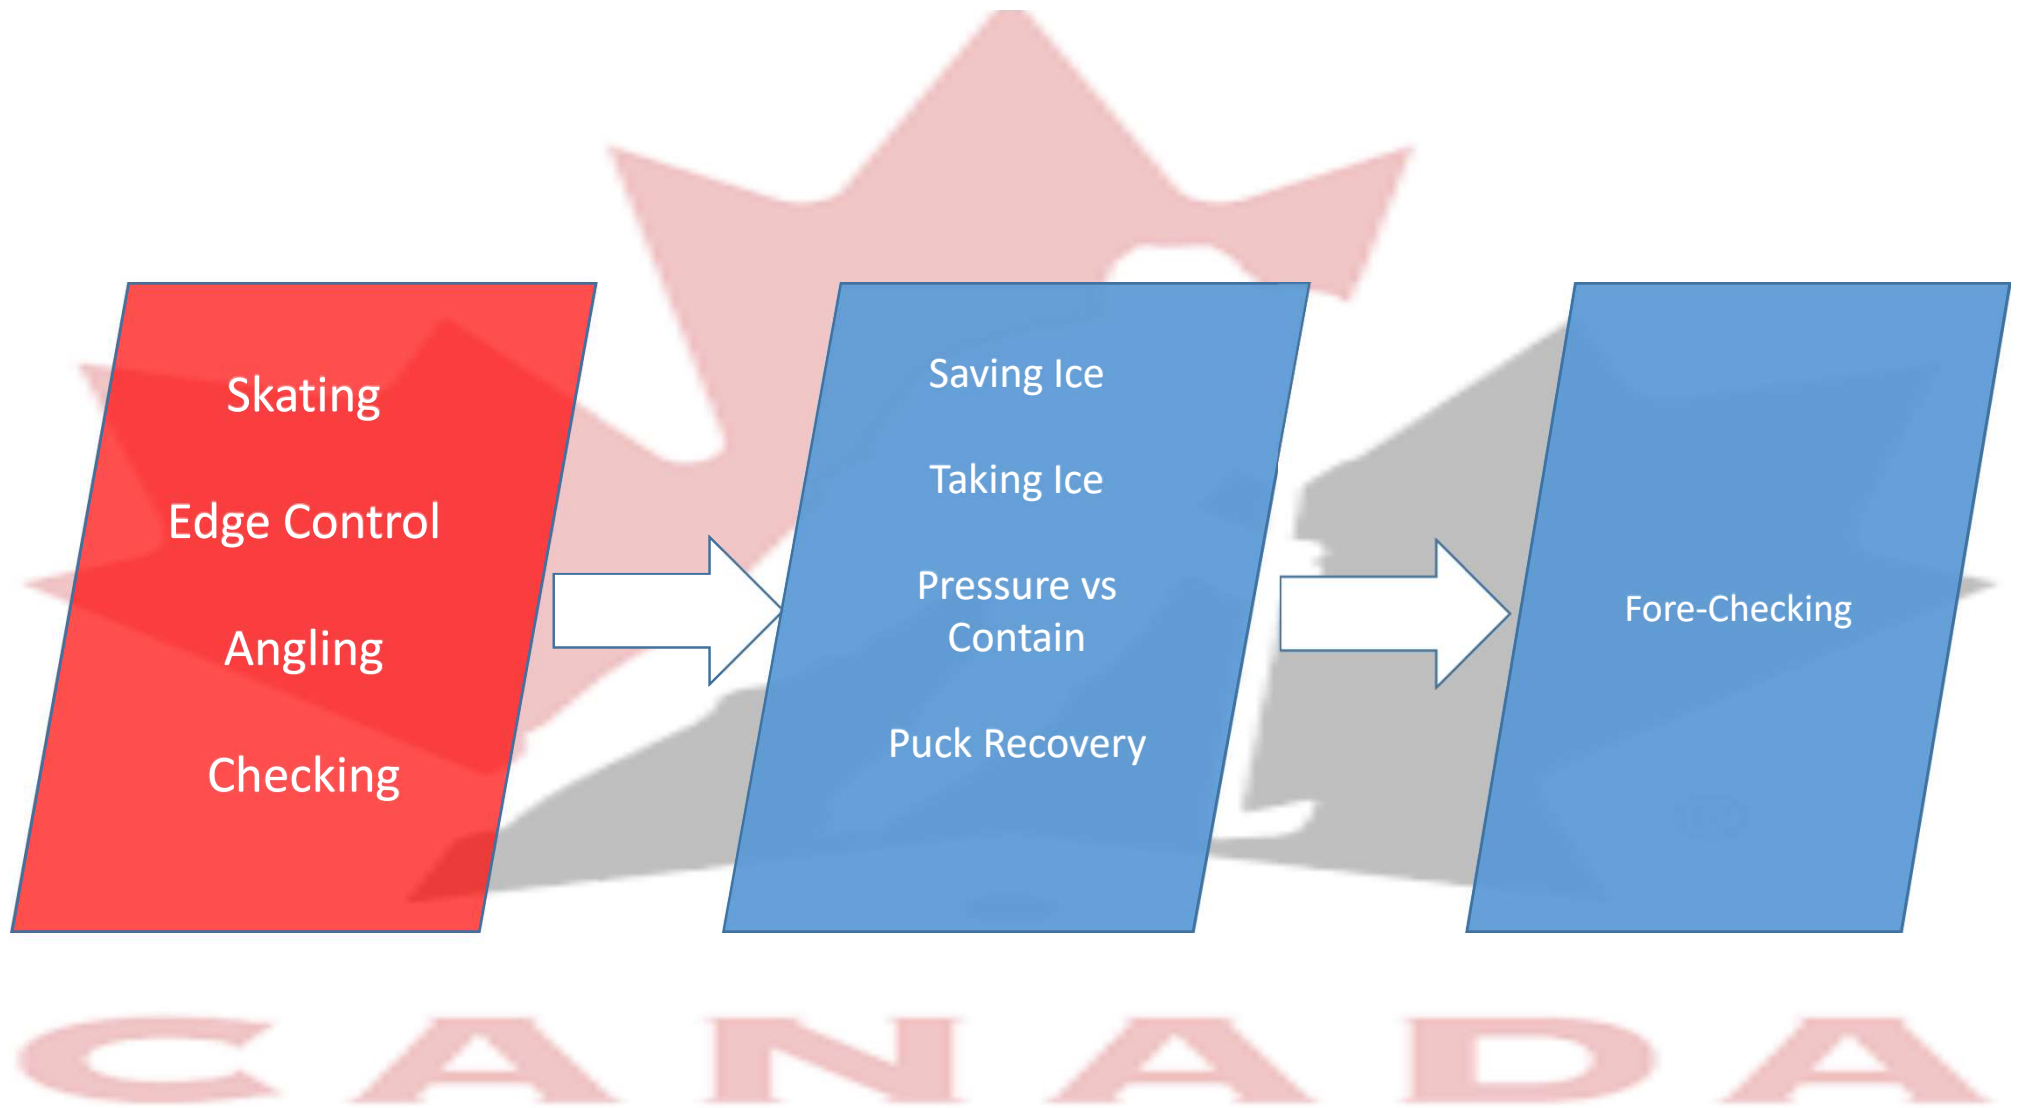 Skating
Edge Control
Angling
Checking
Saving Ice
Taking Ice
Pressure vs
Contain
Puck Recovery
Fore-Checking
CANADA